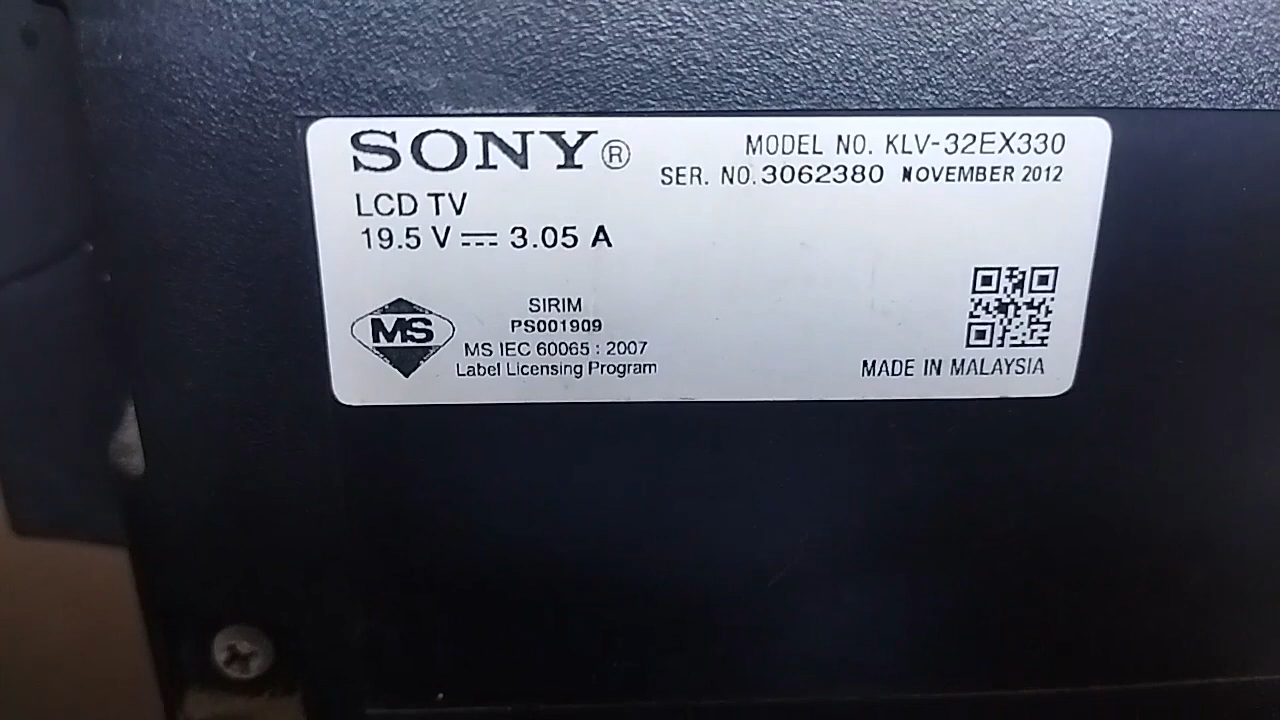 SONY®
MODEL NO. KLV-32EX330
SER. NO. 3062380 NOVEMBER 2012
LCD TV
19.5 V ⎓ 3.05 A
MS
SIRIM
PS001909
MS IEC 60065 : 2007
Label Licensing Program
MADE IN MALAYSIA